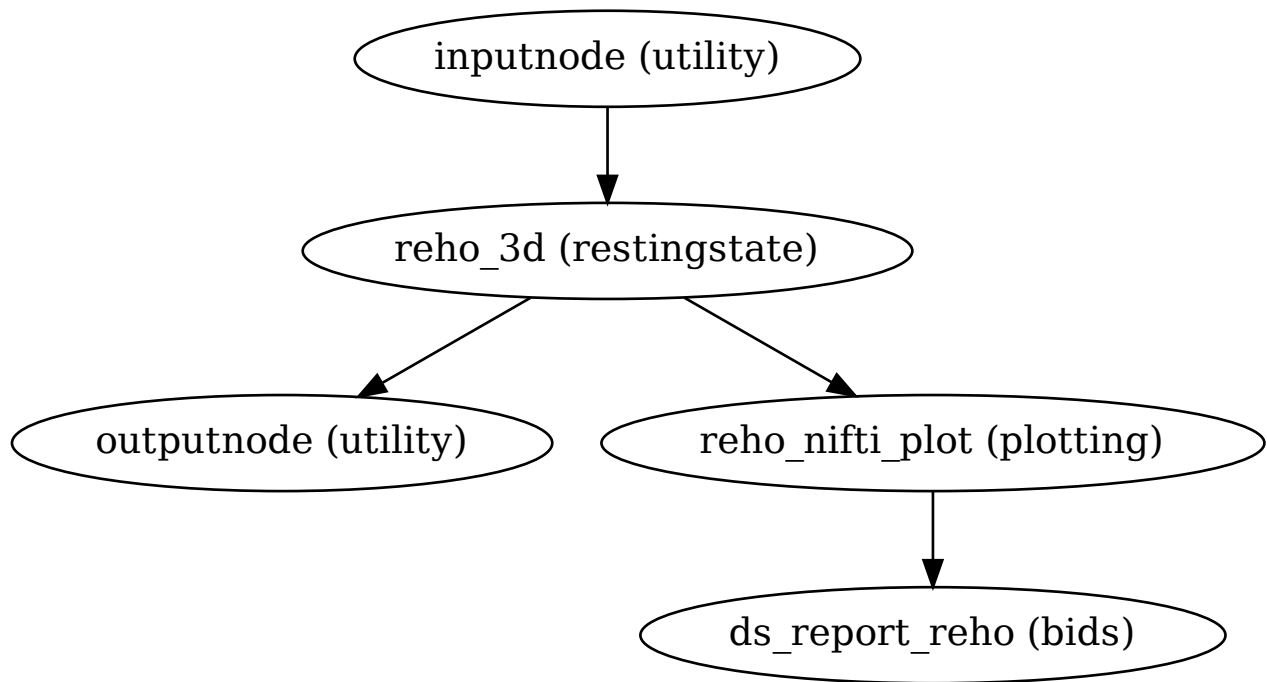 inputnode (utility)
reho_3d (restingstate)
outputnode (utility)
reho_nifti_plot (plotting)
ds_report_reho (bids)